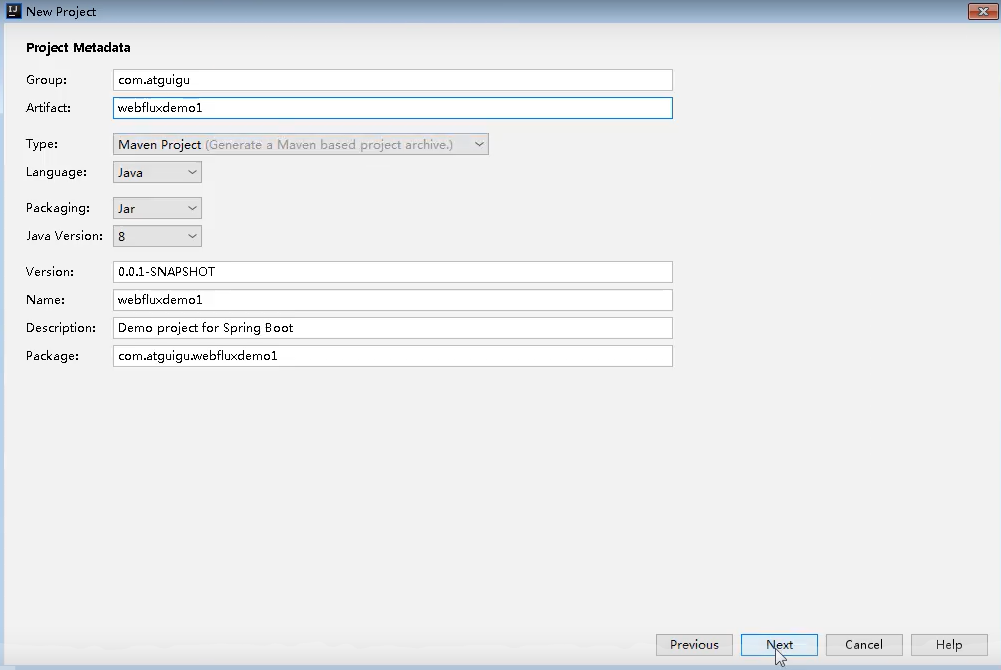 IJ New Project
Project Metadata
Group: com.atguigu
Artifact: webfluxdemo1
Type: Maven Project (Generate a Maven based project archive.)
Language: Java
Packaging: Jar
Java Version: 8
Version: 0.0.1-SNAPSHOT
Name: webfluxdemo1
Description: Demo project for Spring Boot
Package: com.atguigu.webfluxdemo1
Previous Next Cancel Help